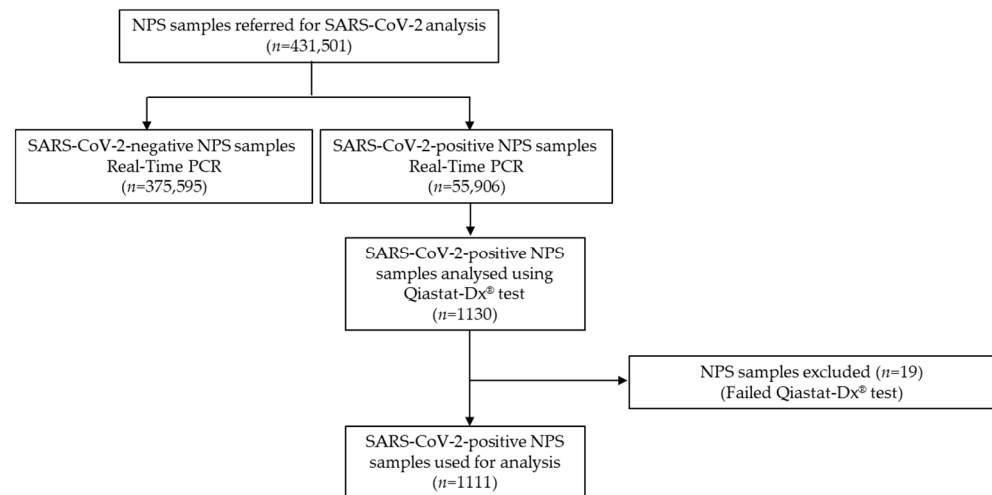 NPS samples referred for SARS-CoV-2 analysis
(n=431,501)
SARS-CoV-2-negative NPS samples
Real-Time PCR
(n=375,595)
SARS-CoV-2-positive NPS samples
Real-Time PCR
(n=55,906)
SARS-CoV-2-positive NPS
samples analysed using
Qiastat-Dx® test
(n=1130)
NPS samples excluded (n=19)
(Failed Qiastat-Dx® test)
SARS-CoV-2-positive NPS
samples used for analysis
(n=1111)